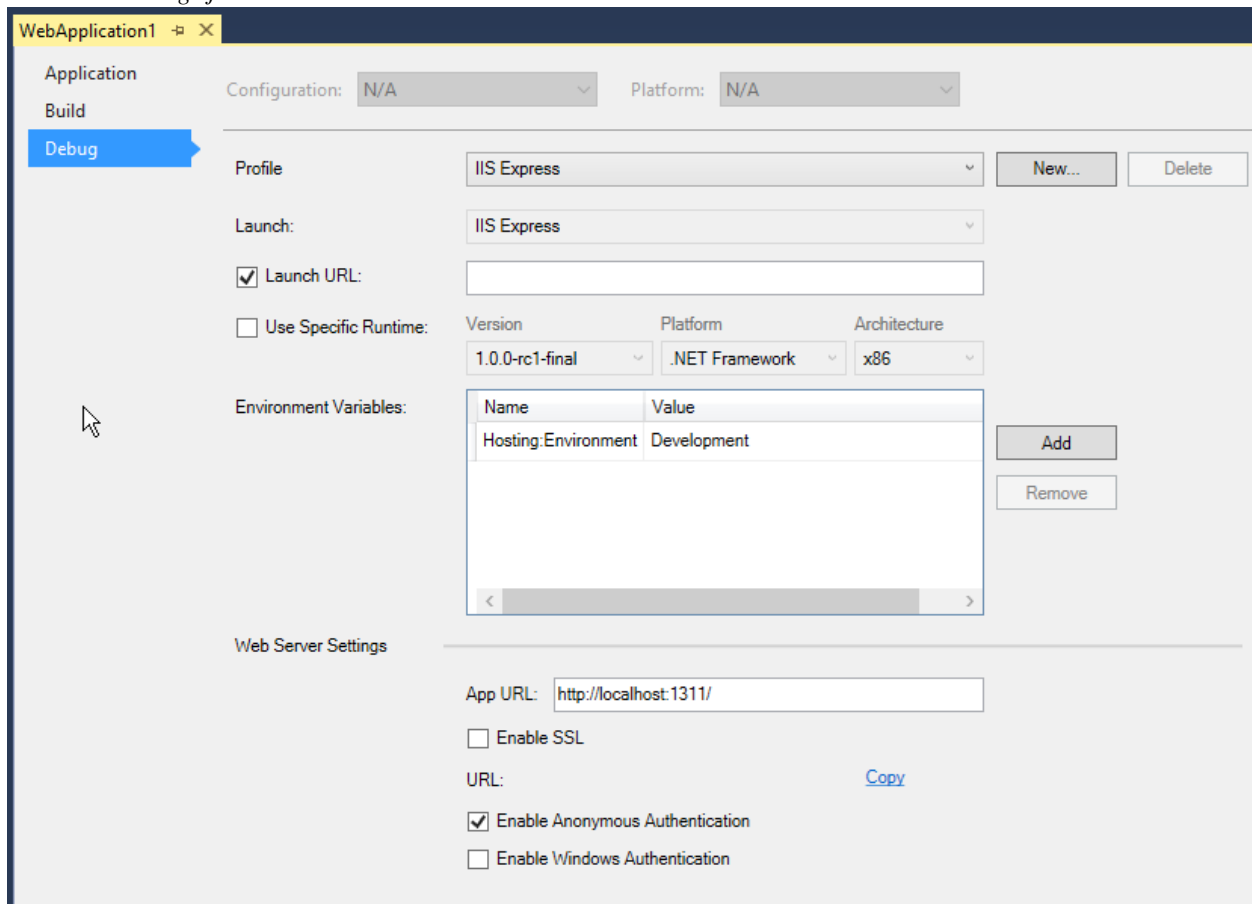 WebApplication1
Application
Build
Debug
Configuration: N/A Platform: N/A
Profile IIS Express New... Delete
Launch: IIS Express
Launch URL:
Use Specific Runtime: Version Platform Architecture
1.0.0-rc1-final .NET Framework x86
Environment Variables: Name Value
Hosting:Environment Development
Add
Remove
Web Server Settings
App URL: http://localhost:1311/
Enable SSL
URL: Copy
Enable Anonymous Authentication
Enable Windows Authentication